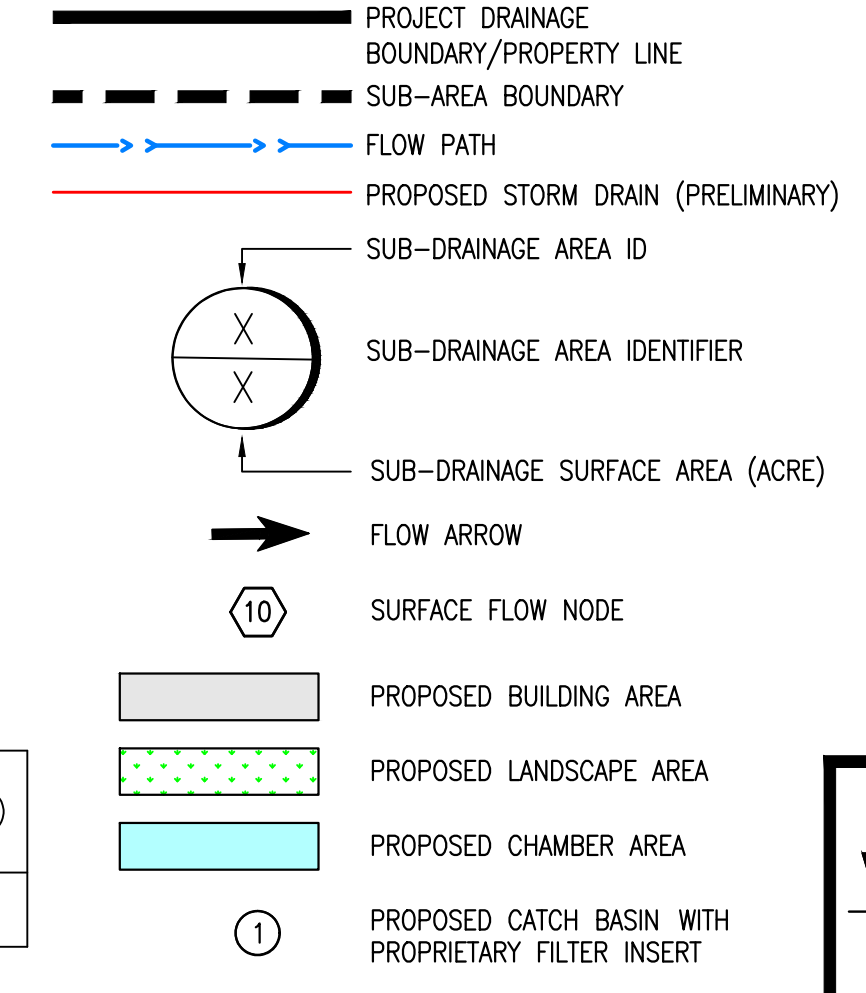 PROJECT DRAINAGE
BOUNDARY/PROPERTY LINE
SUB-AREA BOUNDARY
FLOW PATH
PROPOSED STORM DRAIN (PRELIMINARY)
SUB-DRAINAGE AREA ID
X
SUB-DRAINAGE AREA IDENTIFIER
X
SUB-DRAINAGE SURFACE AREA (ACRE)
FLOW ARROW
10 SURFACE FLOW NODE
PROPOSED BUILDING AREA
PROPOSED LANDSCAPE AREA
PROPOSED CHAMBER AREA
1 PROPOSED CATCH BASIN WITH
PROPRIETARY FILTER INSERT